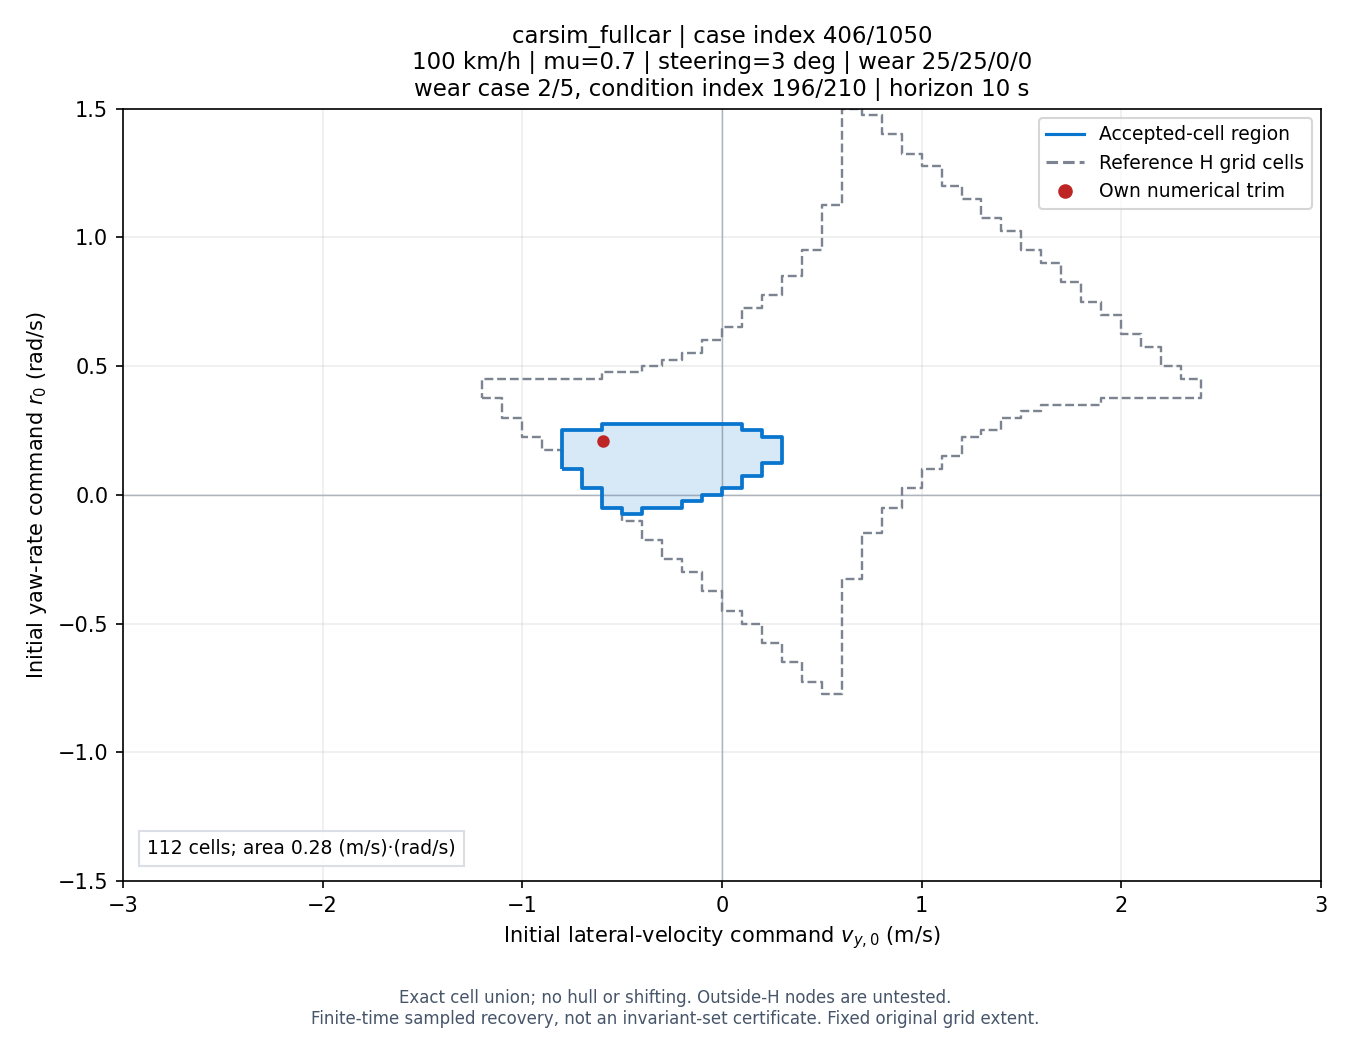 carsim_fullcar | case index 406/1050
100 km/h | mu=0.7 | steering=3 deg | wear 25/25/0/0
wear case 2/5, condition index 196/210 | horizon 10 s
Accepted-cell region
Reference H grid cells
Own numerical trim
1.5
1.0
0.5
0.0
−0.5
−1.0
−1.5
Initial yaw-rate command r0 (rad/s)
112 cells; area 0.28 (m/s)·(rad/s)
−3
−2
−1
0
1
2
3
Initial lateral-velocity command vy,0 (m/s)
Exact cell union; no hull or shifting. Outside-H nodes are untested.
Finite-time sampled recovery, not an invariant-set certificate. Fixed original grid extent.